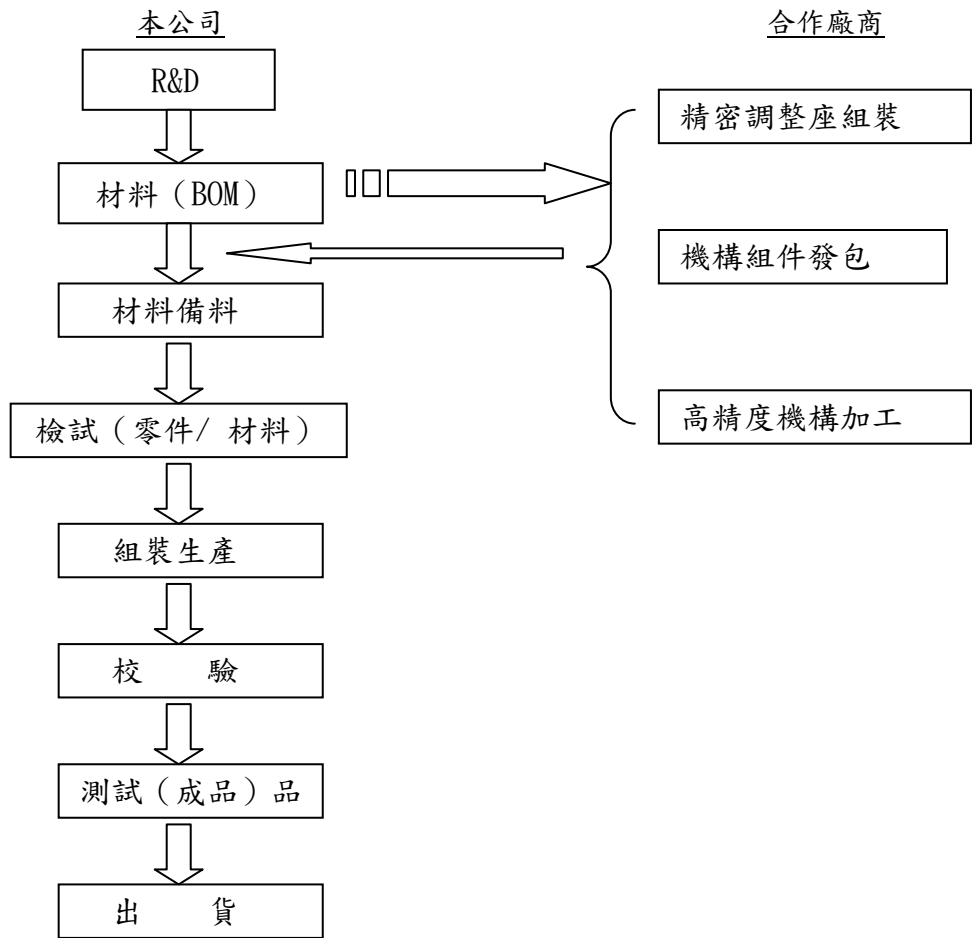 本公司
合作廠商
R&D
精密調整座組裝
材料（BOM）
機構組件發包
材料備料
高精度機構加工
檢試（零件/ 材料）
組裝生產
校 驗
測試（成品）品
出 貨